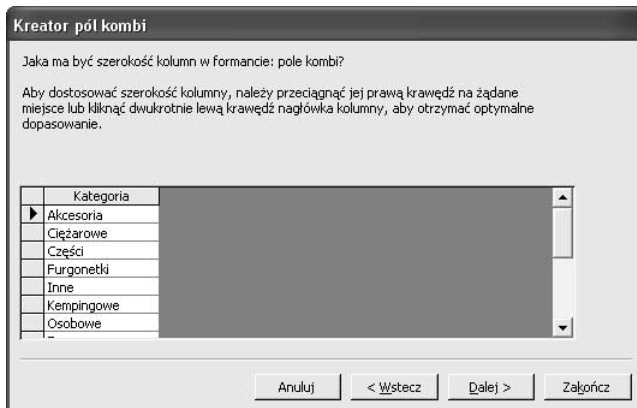 Kreator pól kombi
Jaka ma być szerokość kolumn w formancie: pole kombi?
Aby dostosować szerokość kolumny, należy przeciągnąć jej prawą krawędź na żądane
miejsce lub kliknąć dwukrotnie lewą krawędź nagłówka kolumny, aby otrzymać optymalne
dopasowanie.
Kategoria
Akcesoria
Ciężarowe
Części
Furgonetki
Inne
Kempingowe
Osobowe
Anuluj < Wstecz Dalej > Zakończ